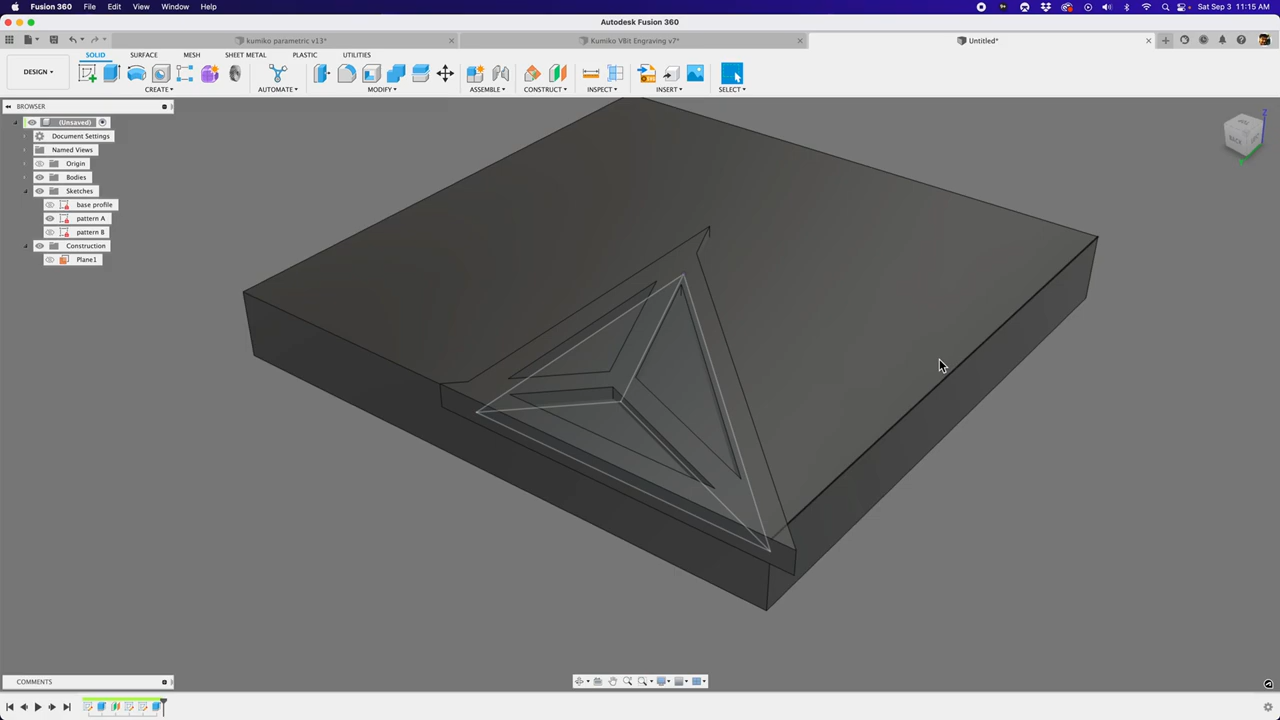 Fusion 360 File Edit View Window Help Sat Sep 3 11:15 AM
Autodesk Fusion 360
kumiko parametric v13* Kumiko VBit Engraving v7* Untitled*
SOLID SURFACE MESH SHEET METAL PLASTIC UTILITIES
DESIGN
CREATE AUTOMATE MODIFY ASSEMBLE CONSTRUCT INSPECT INSERT SELECT
BROWSER
(Unsaved)
Document Settings
Named Views
Origin
Bodies
Sketches
base profile
pattern A
pattern B
Construction
Plane1
Z
BACK
COMMENTS